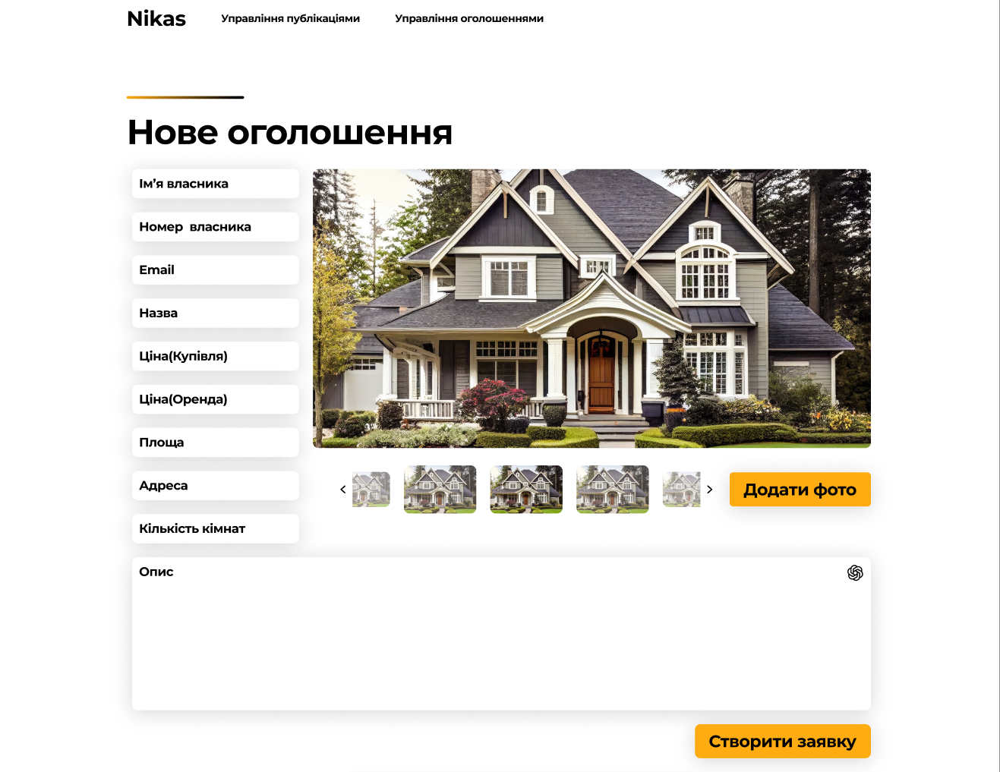 Nikas
Управління публікаціями
Управління оголошеннями
Нове оголошення
Ім’я власника
Номер  власника
Email
Назва
Ціна(Купівля)
Ціна(Оренда)
Площа
Адреса
Кількість кімнат
Додати фото
Опис
Створити заявку